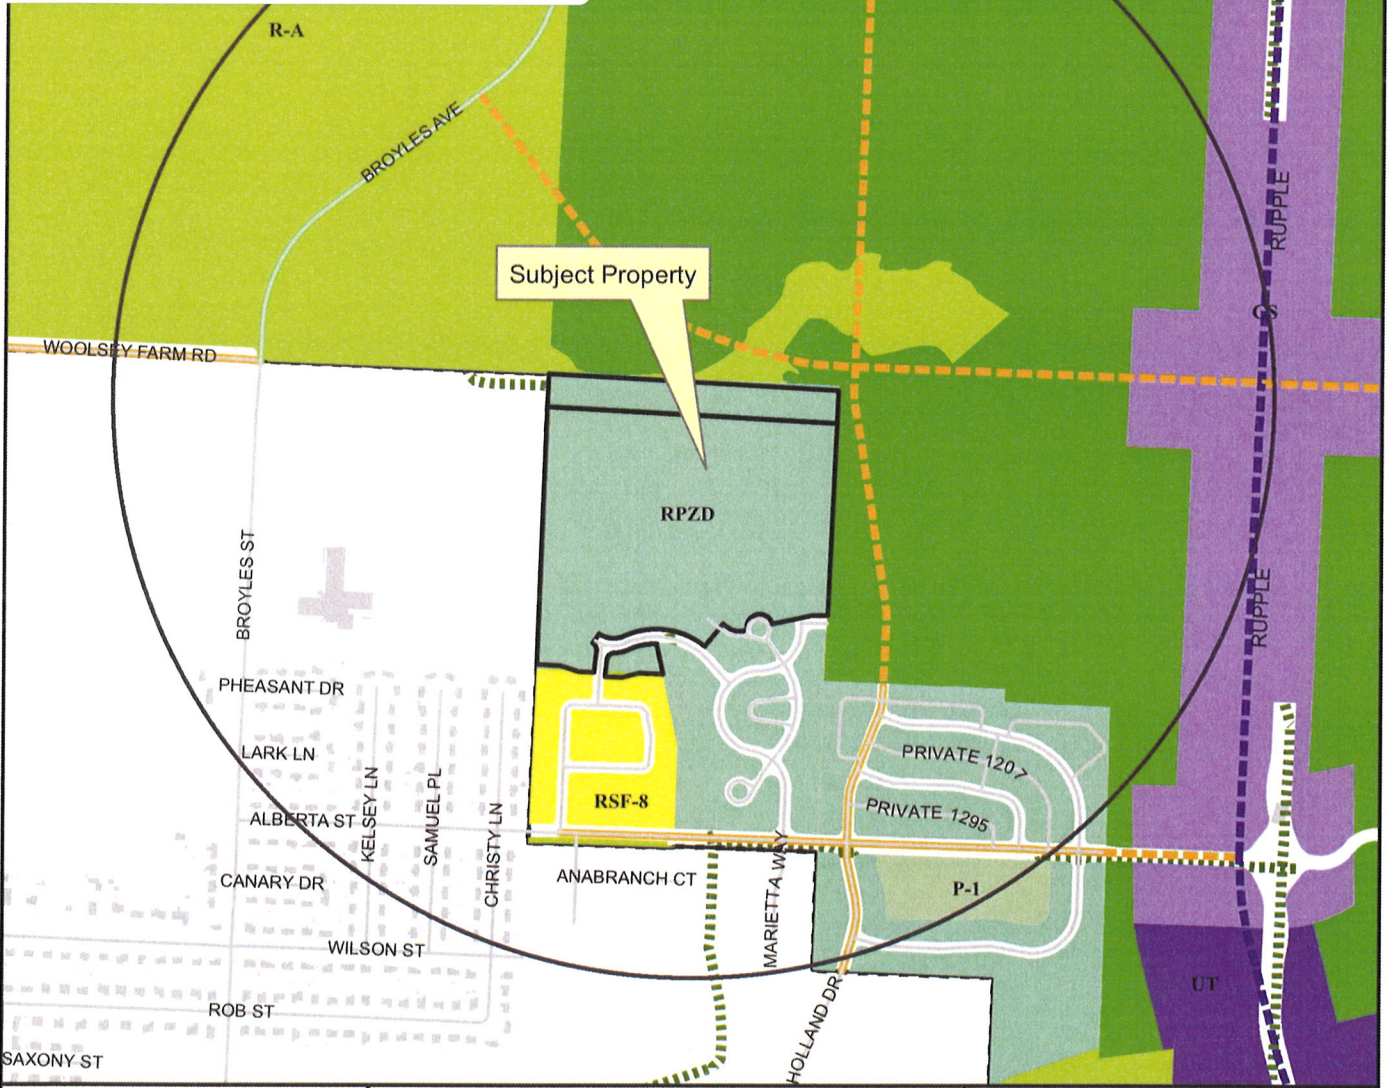 R-A
BROYLES AVE
RUPPLE
Subject Property
CS
WOOLSEY FARM RD
RPZD
BROYLES ST
RUPPLE
PHEASANT DR
LARK LN
PRIVATE 1207
KELSEY LN
SAMUEL PL
CHRISTY LN
RSF-8
PRIVATE 1295
ALBERTA ST
CANARY DR
ANABRANCH CT
MARIETTA WAY
P-1
WILSON ST
UT
ROB ST
HOLLAND DR
SAXONY ST